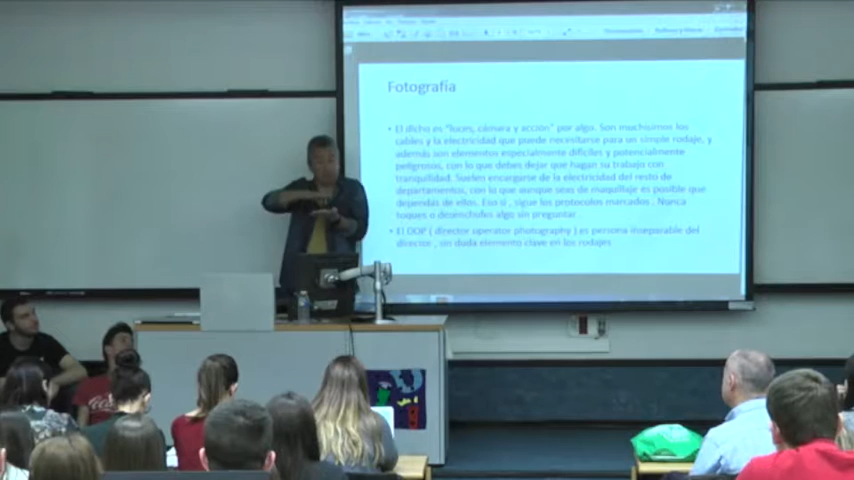 Fotografía
• El dicho es "luces, cámara y acción" por algo. Son muchísimos los
cables y la electricidad que puede necesitarse para un simple rodaje, y
además son elementos especialmente difíciles y potencialmente
peligrosos, con lo que debes dejar que hagan su trabajo con
tranquilidad. Suelen encargarse de la electricidad del resto de
departamentos, con lo que aunque seas de maquillaje es posible que
dependas de ellos. Eso si , sigue los protocolos marcados . Nunca
toques o desenchufes algo sin preguntar .
• El DOP ( director operator photography ) es persona inseparable del
director , sin duda elemento clave en los rodajes